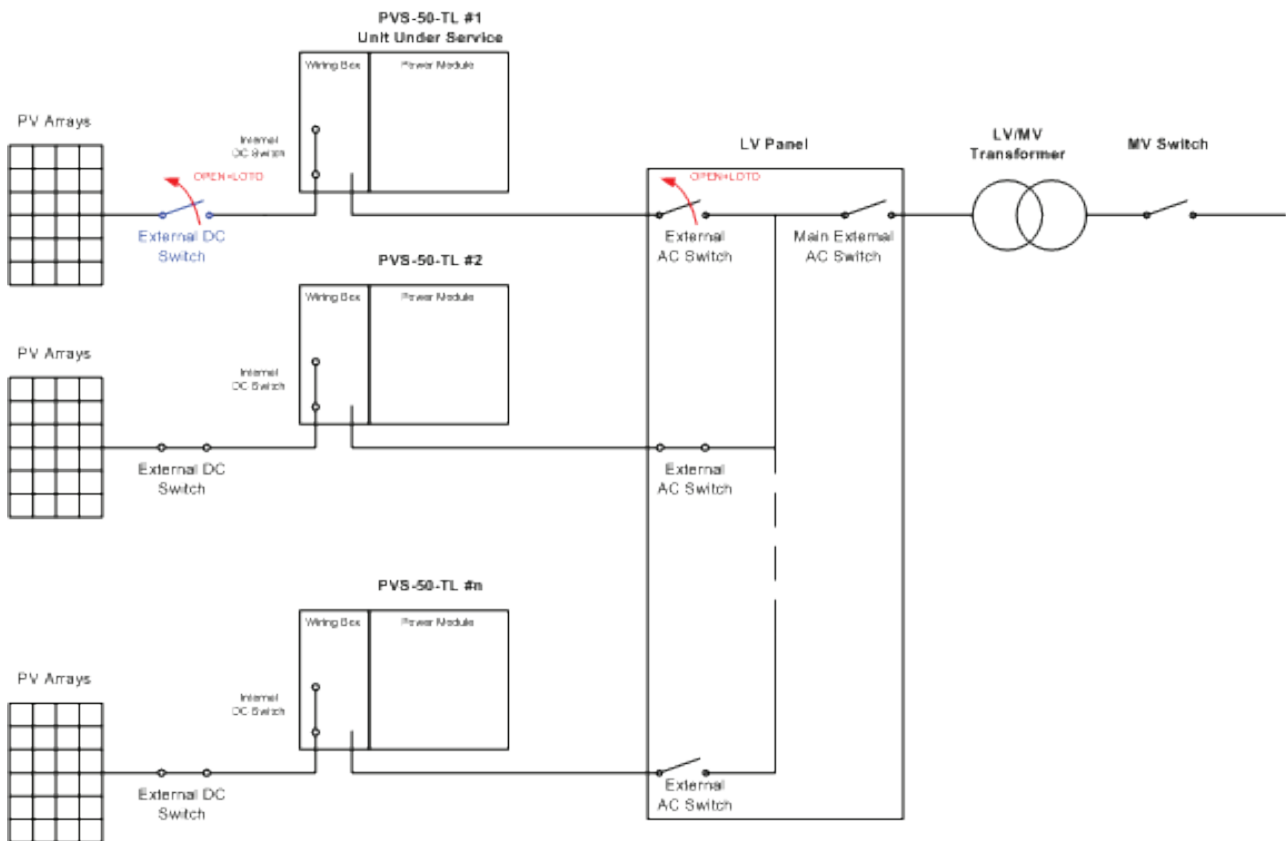 PVS-50-TL #1
Unit Under Service
Wiring Box
Power Module
PV Arrays
Internal
DC Switch
OPEN+LOTO
External DC
Switch
LV Panel
OPEN+LOTO
External
AC Switch
Main External
AC Switch
LV/MV
Transformer
MV Switch
PVS-50-TL #2
Wiring Box
Power Module
PV Arrays
Internal
DC Switch
External DC
Switch
External
AC Switch
PVS-50-TL #n
Wiring Box
Power Module
PV Arrays
Internal
DC Switch
External DC
Switch
External
AC Switch